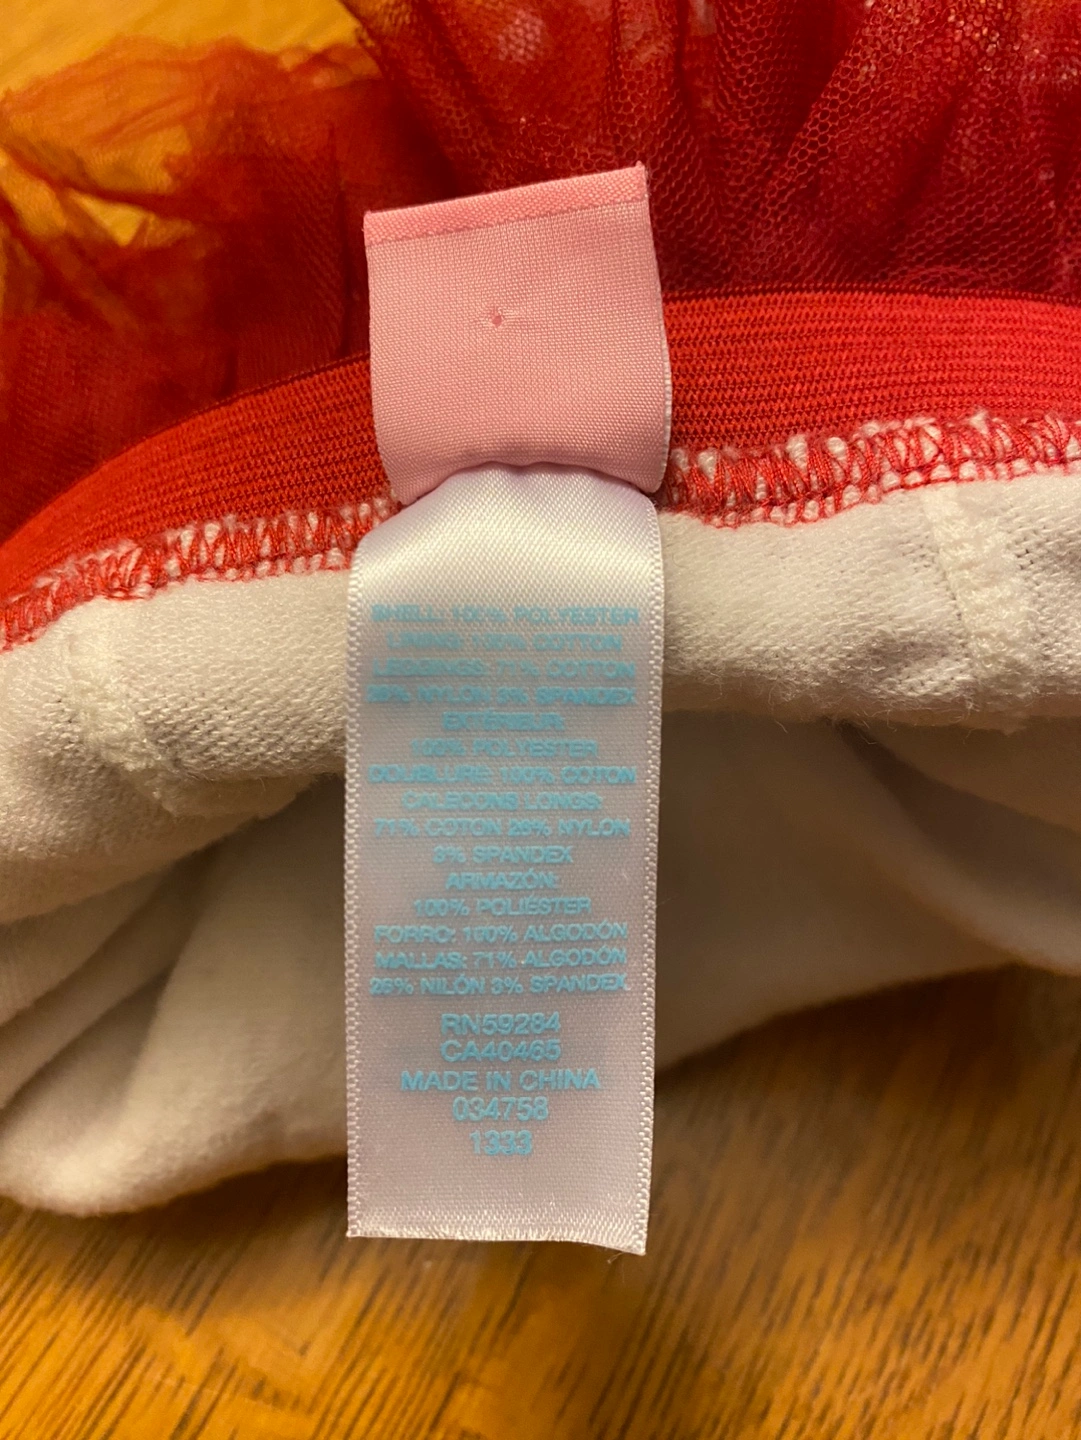 SHELL: 100% POLYESTER
LINING: 100% COTTON
LEGGINGS: 71% COTTON
26% NYLON 3% SPANDEX
EXTÉRIEUR:
100% POLYESTER
DOUBLURE: 100% COTON
CALECONS LONGS:
71% COTON 26% NYLON
3% SPANDEX
ARMAZÓN:
100% POLIÉSTER
FORRO: 100% ALGODÓN
MALLAS: 71% ALGODÓN
26% NILÓN 3% SPANDEX
RN59284
CA40465
MADE IN CHINA
034758
1333